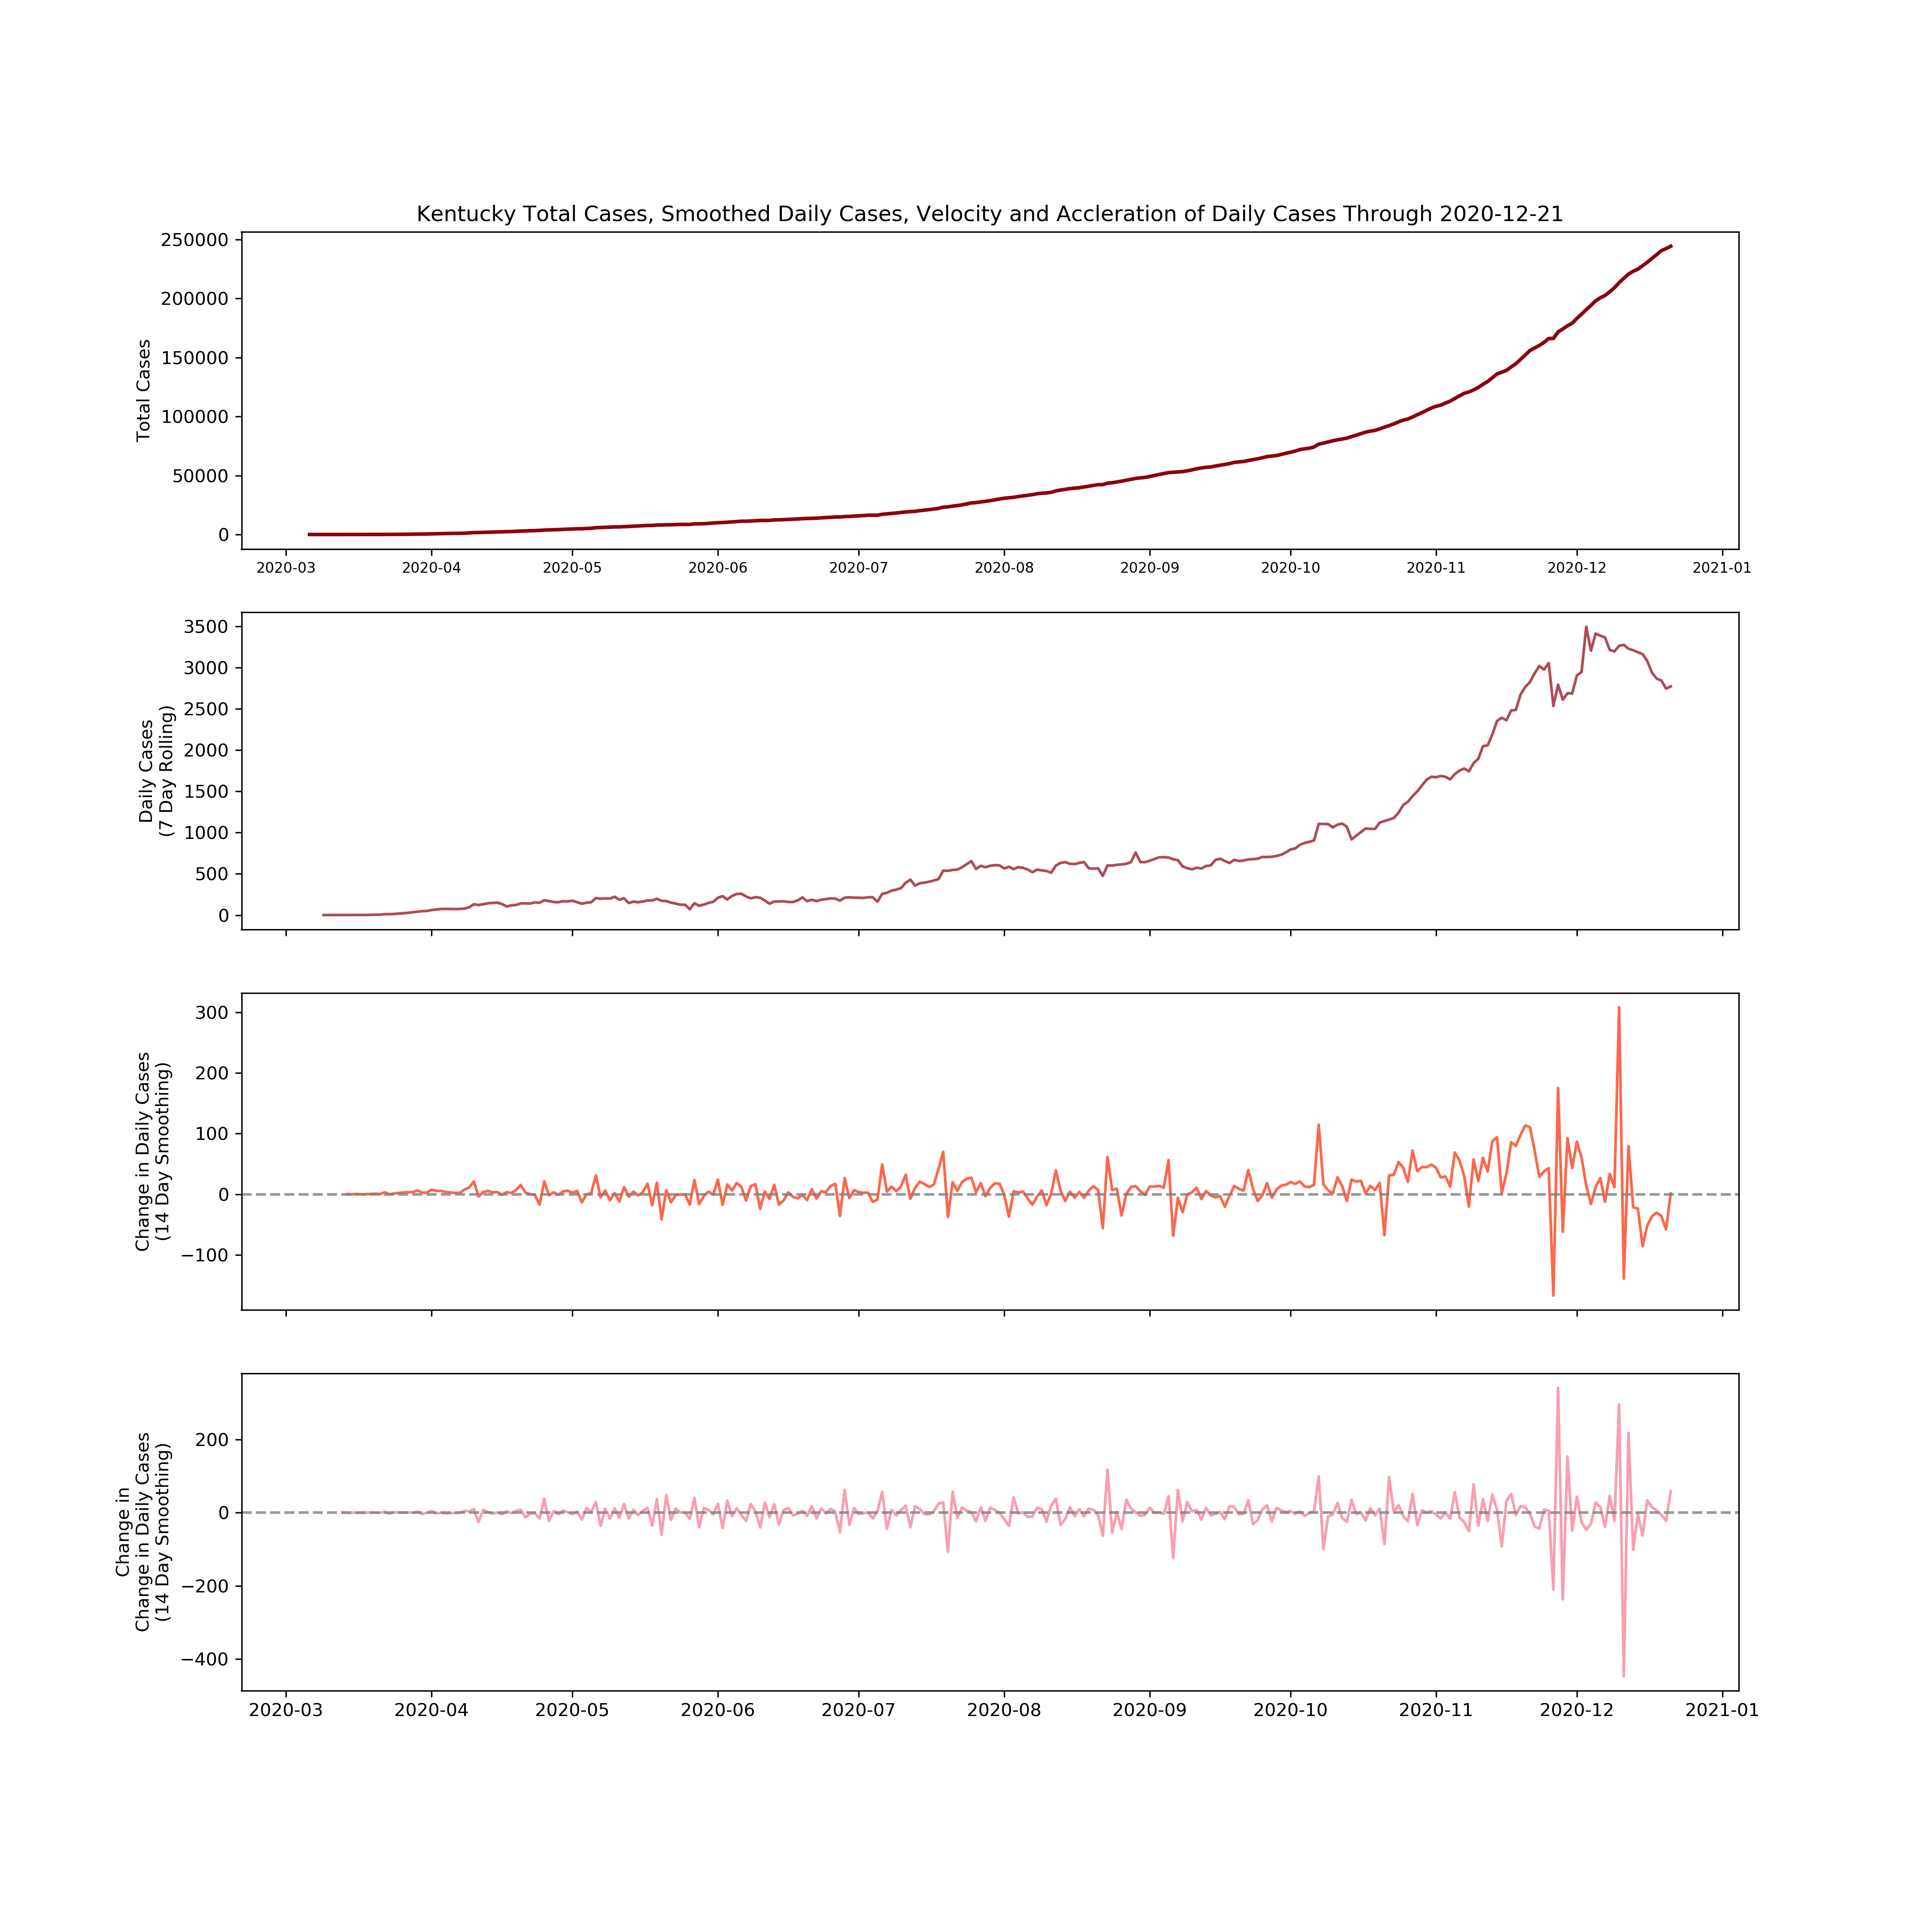 Kentucky Total Cases, Smoothed Daily Cases, Velocity and Accleration of Daily Cases Through 2020-12-21
Total Cases
250000
200000
150000
100000
50000
0
2020-03 2020-04 2020-05 2020-06 2020-07 2020-08 2020-09 2020-10 2020-11 2020-12 2021-01
Daily Cases
(7 Day Rolling)
3500
3000
2500
2000
1500
1000
500
0
Change in Daily Cases
(14 Day Smoothing)
300
200
100
0
−100
Change in
Change in Daily Cases
(14 Day Smoothing)
200
0
−200
−400
2020-03 2020-04 2020-05 2020-06 2020-07 2020-08 2020-09 2020-10 2020-11 2020-12 2021-01